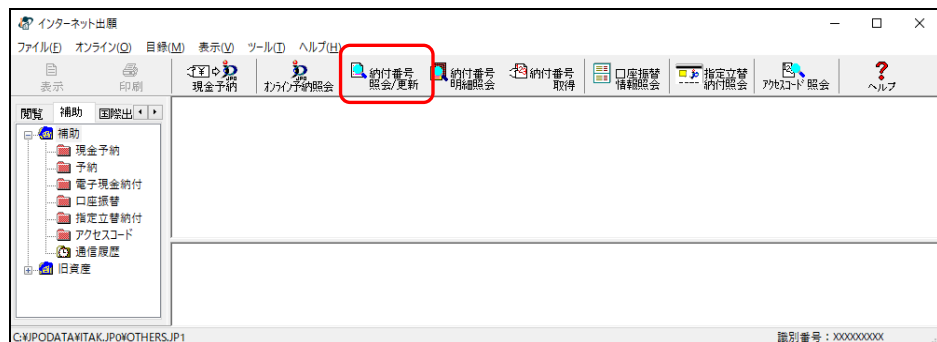 インターネット出願
ファイル(F) オンライン(O) 目録(M) 表示(V) ツール(T) ヘルプ(H)
表示
印刷
現金予納
オンライン予納照会
納付番号
照会/更新
納付番号
明細照会
納付番号
取得
口座振替
情報照会
指定立替
納付照会
アクセスコード照会
ヘルプ
閲覧 補助 国際出
補助
現金予納
予納
電子現金納付
口座振替
指定立替納付
アクセスコード
通信履歴
旧資産
C:¥JPODATA¥ITAK.JP0¥OTHERS.JP1
識別番号：XXXXXXXXX